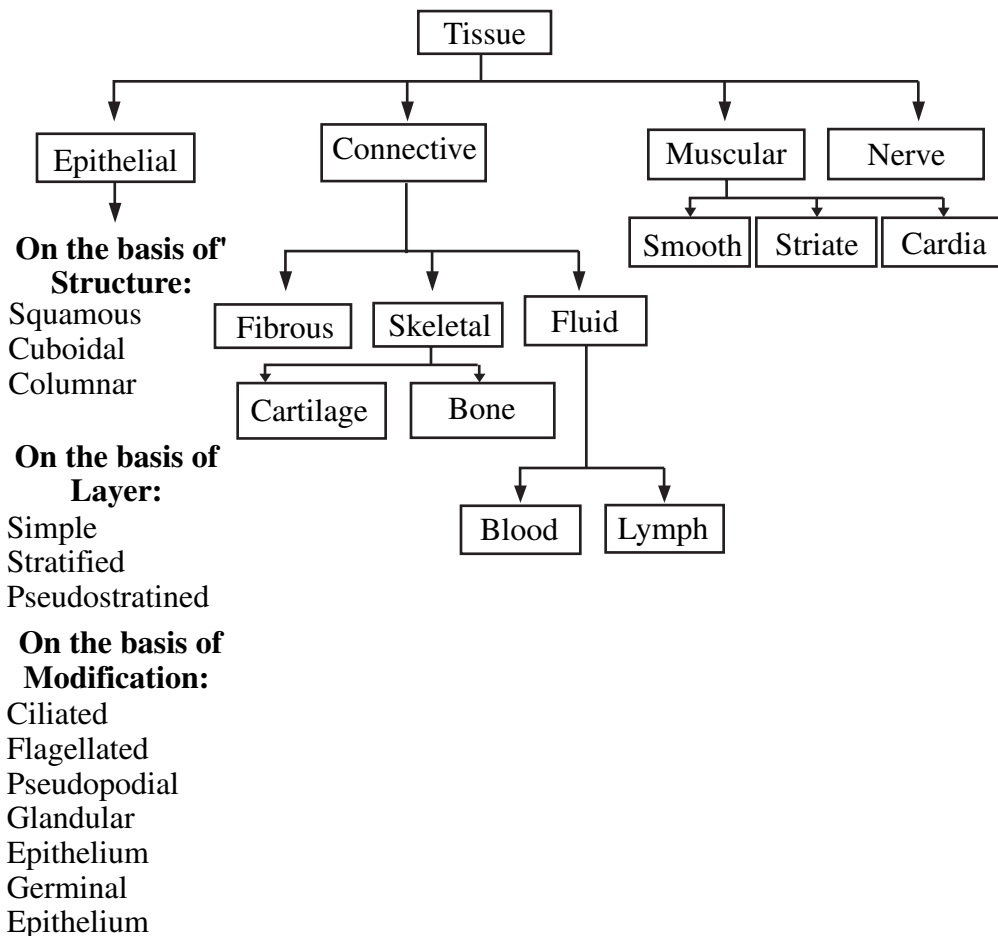 Tissue
Epithelial
Connective
Muscular
Nerve
Smooth
Striate
Cardia
On the basis of'
Structure:
Squamous
Cuboidal
Columnar
Fibrous
Skeletal
Fluid
Cartilage
Bone
On the basis of
Layer:
Simple
Stratified
Pseudostratined
Blood
Lymph
On the basis of
Modification:
Ciliated
Flagellated
Pseudopodial
Glandular
Epithelium
Germinal
Epithelium